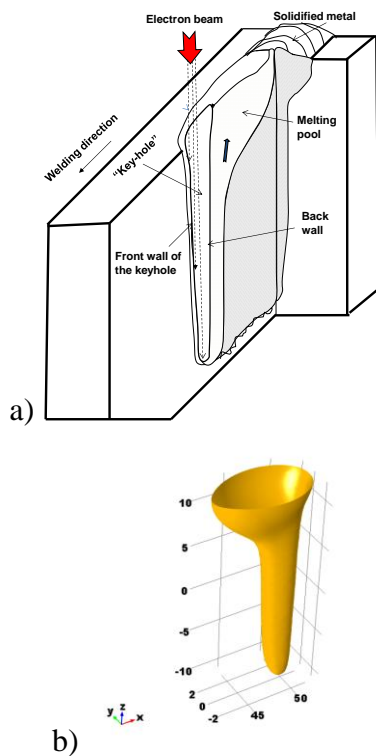 Electron beam
Solidified metal
Welding direction
"Key-hole"
Melting
pool
Back
wall
Front wall of
the keyhole
a)
10
5
0
-5
-10
2
0
-2
45
50
y z x
b)